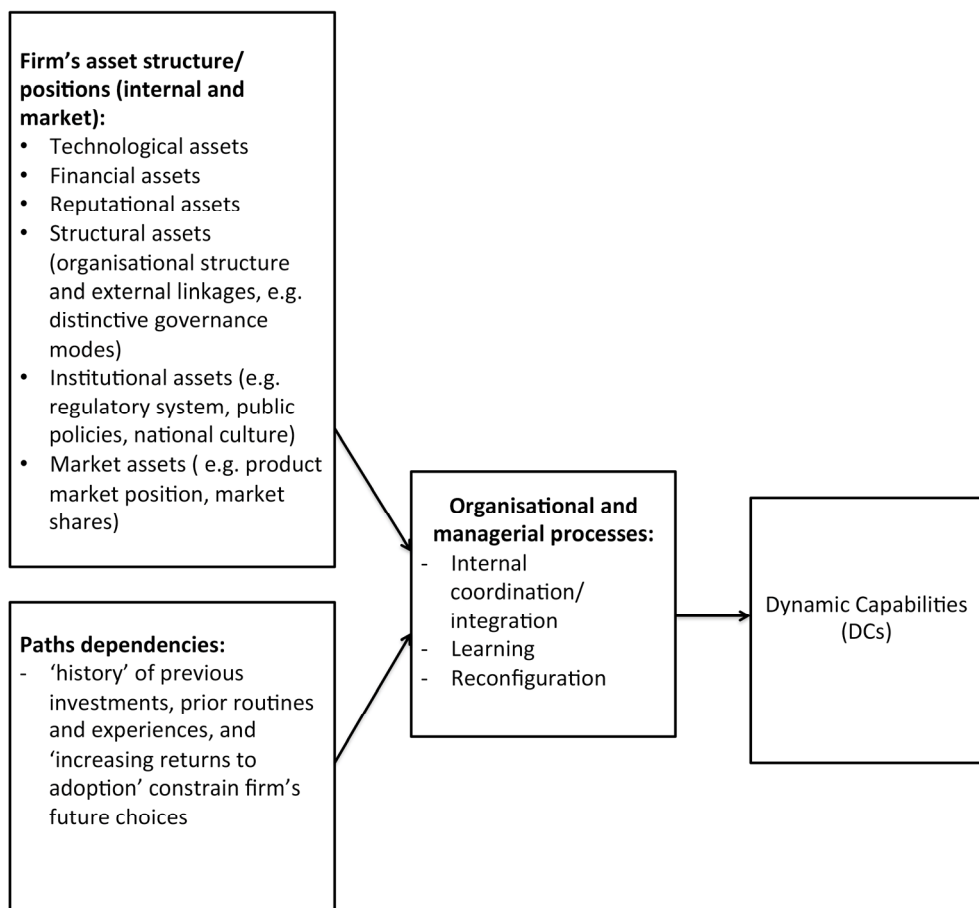 Firm's asset structure/
positions (internal and
market):
• Technological assets
• Financial assets
• Reputational assets
• Structural assets
(organisational structure
and external linkages, e.g.
distinctive governance
modes)
• Institutional assets (e.g.
regulatory system, public
policies, national culture)
• Market assets ( e.g. product
market position, market
shares)
Paths dependencies:
- ‘history’ of previous
investments, prior routines
and experiences, and
‘increasing returns to
adoption’ constrain firm’s
future choices
Organisational and
managerial processes:
- Internal
coordination/
integration
- Learning
- Reconfiguration
Dynamic Capabilities
(DCs)